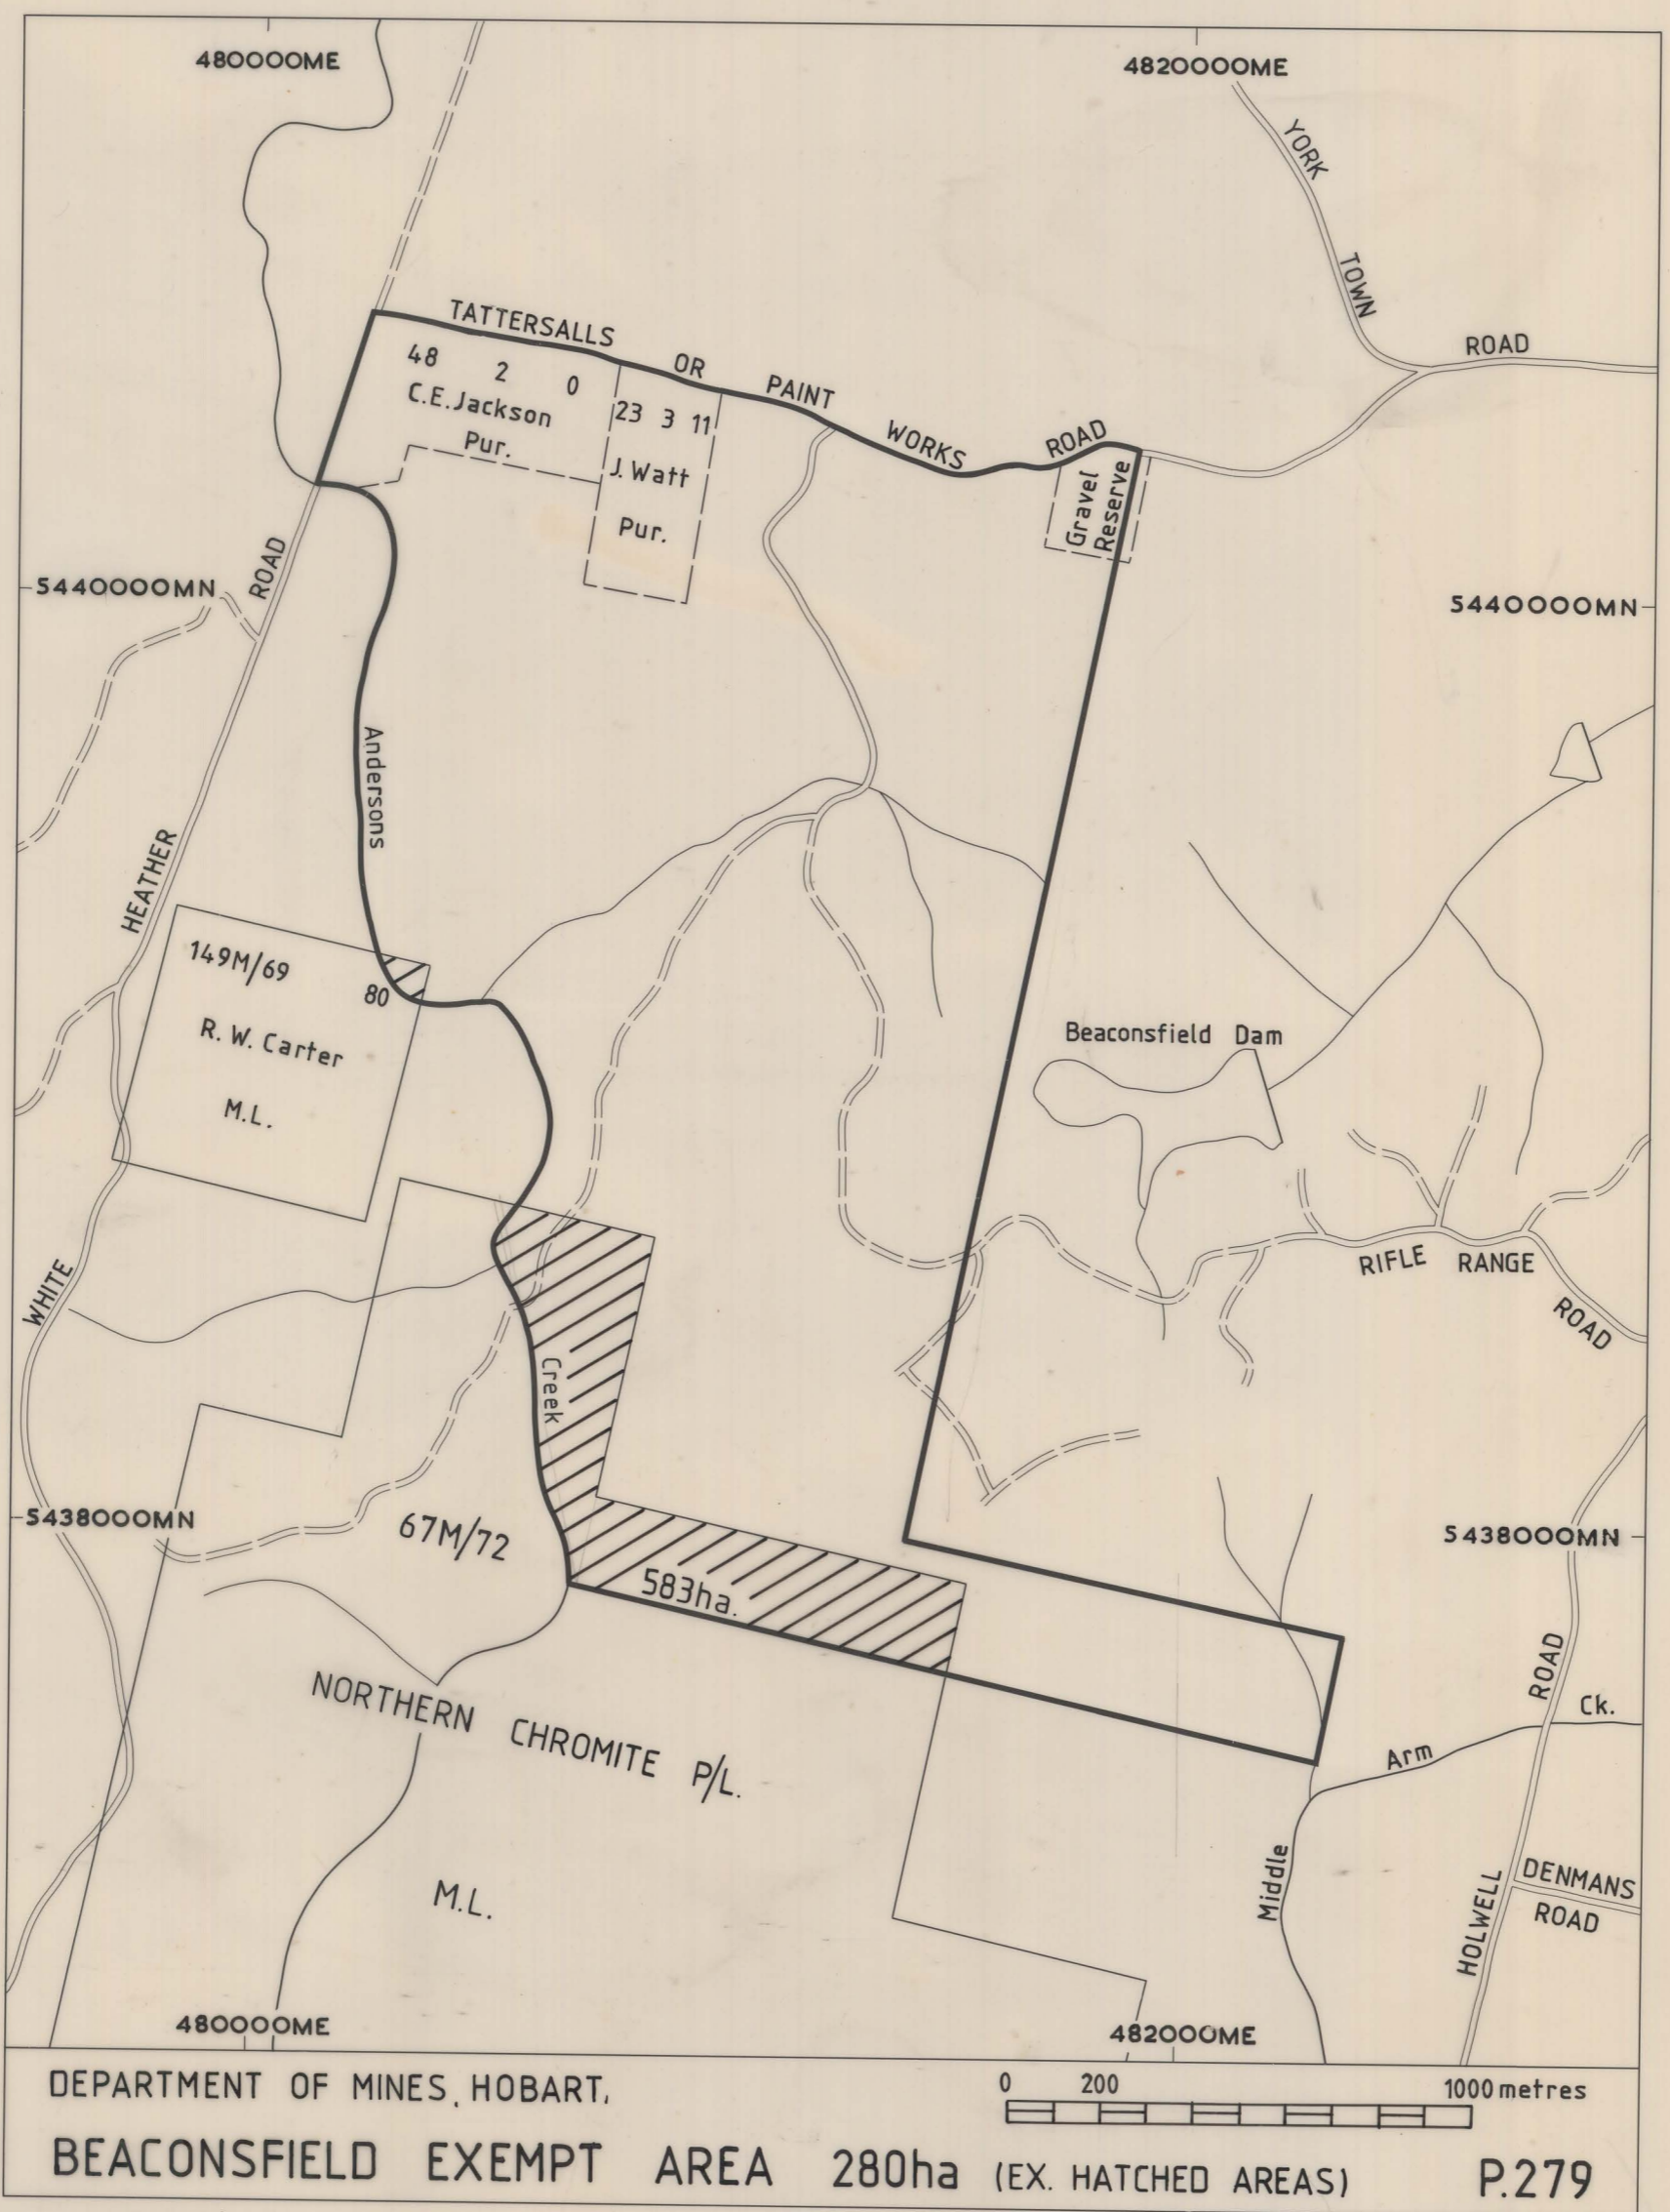 480000ME
4820000ME
YORK
TOWN
ROAD
TATTERSALLS OR PAINT WORKS ROAD
48 2 0
C.E.Jackson
Pur.
23 3 11
J. Watt
Pur.
Gravel
Reserve
5440000MN
5440000MN
ROAD
HEATHER
WHITE
Andersons
149M/69
80
R. W. Carter
M.L.
Beaconsfield Dam
RIFLE RANGE
ROAD
Creek
5438000MN
5438000MN
67M/72
583ha.
NORTHERN CHROMITE P/L.
M.L.
ROAD
Ck.
Arm
Middle
HOLWELL
DENMANS
ROAD
480000ME
482000ME
DEPARTMENT OF MINES, HOBART.
0 200 1000 metres
BEACONSFIELD EXEMPT AREA 280ha (EX. HATCHED AREAS) P.279